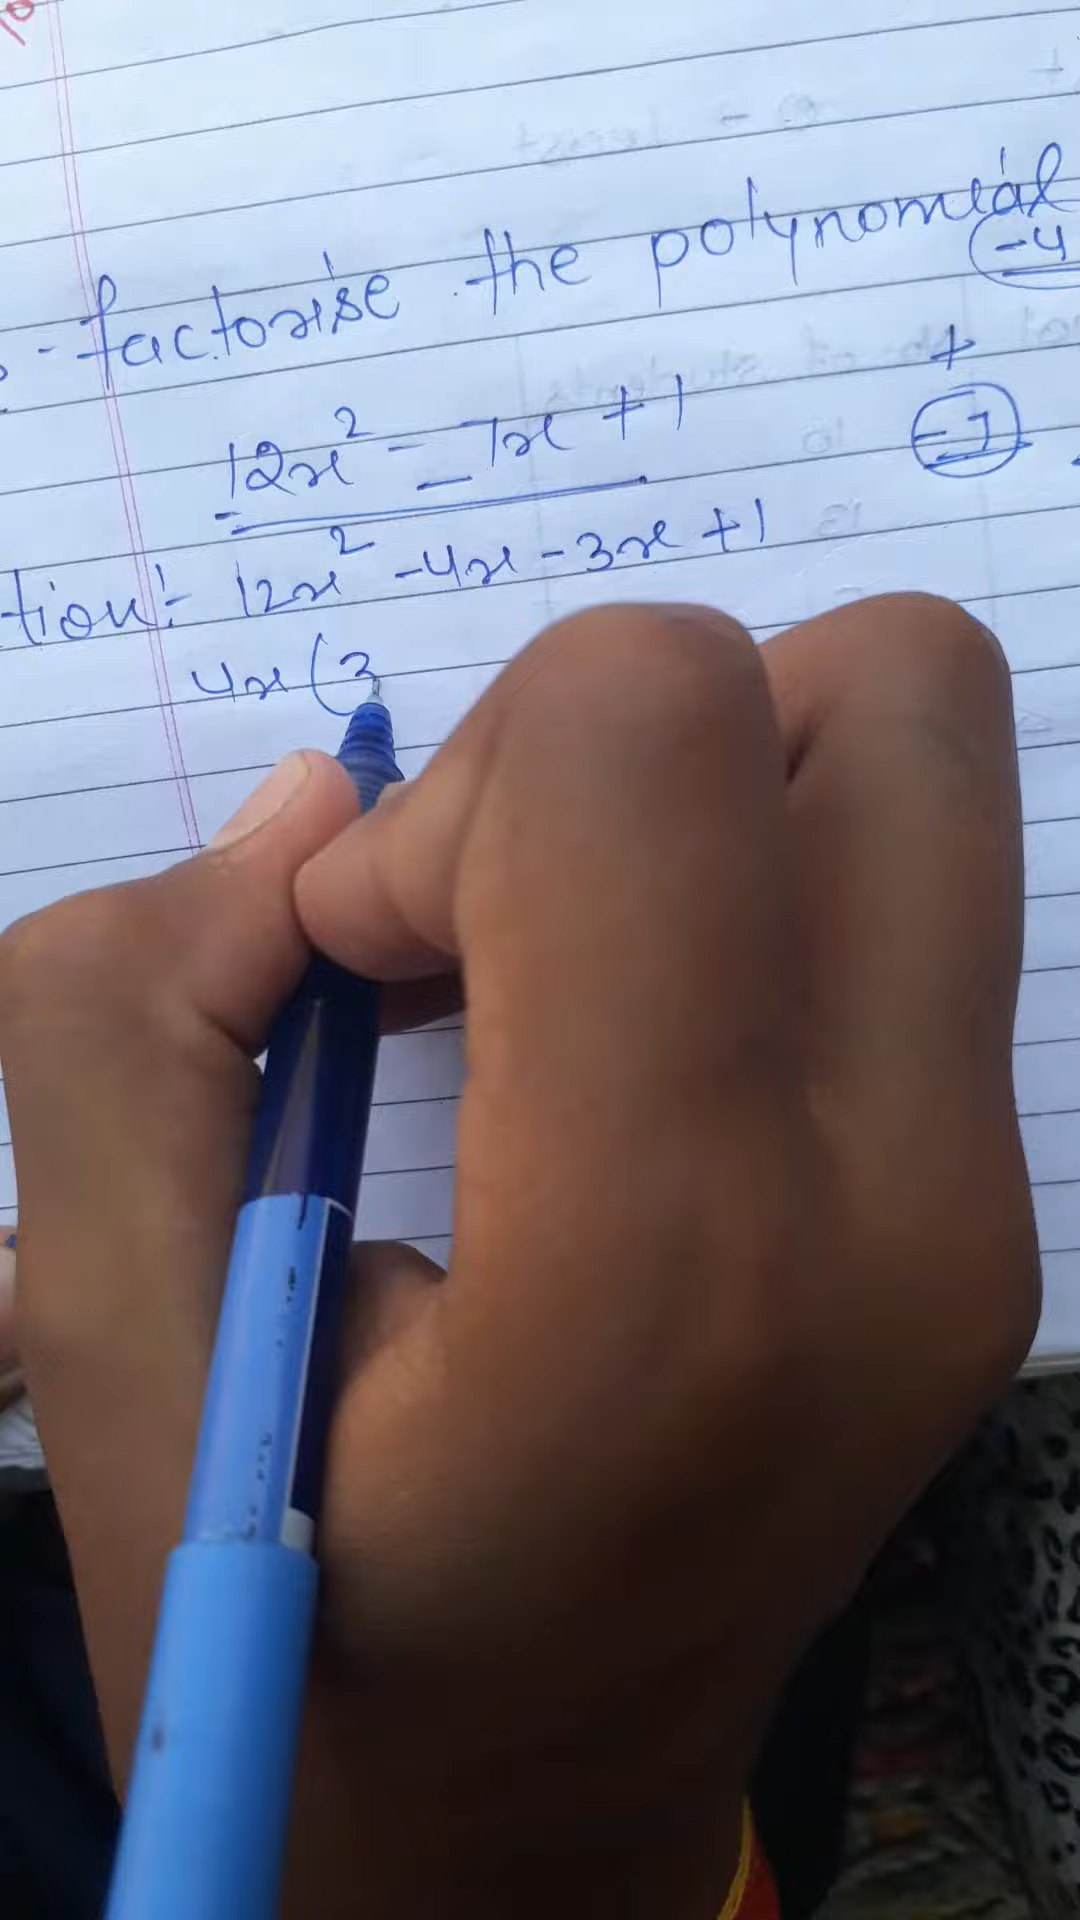 factorise the polynomial
-4
+
12x² - 7x + 1
-7
tion:- 12x² -4x -3x +1
4x (3